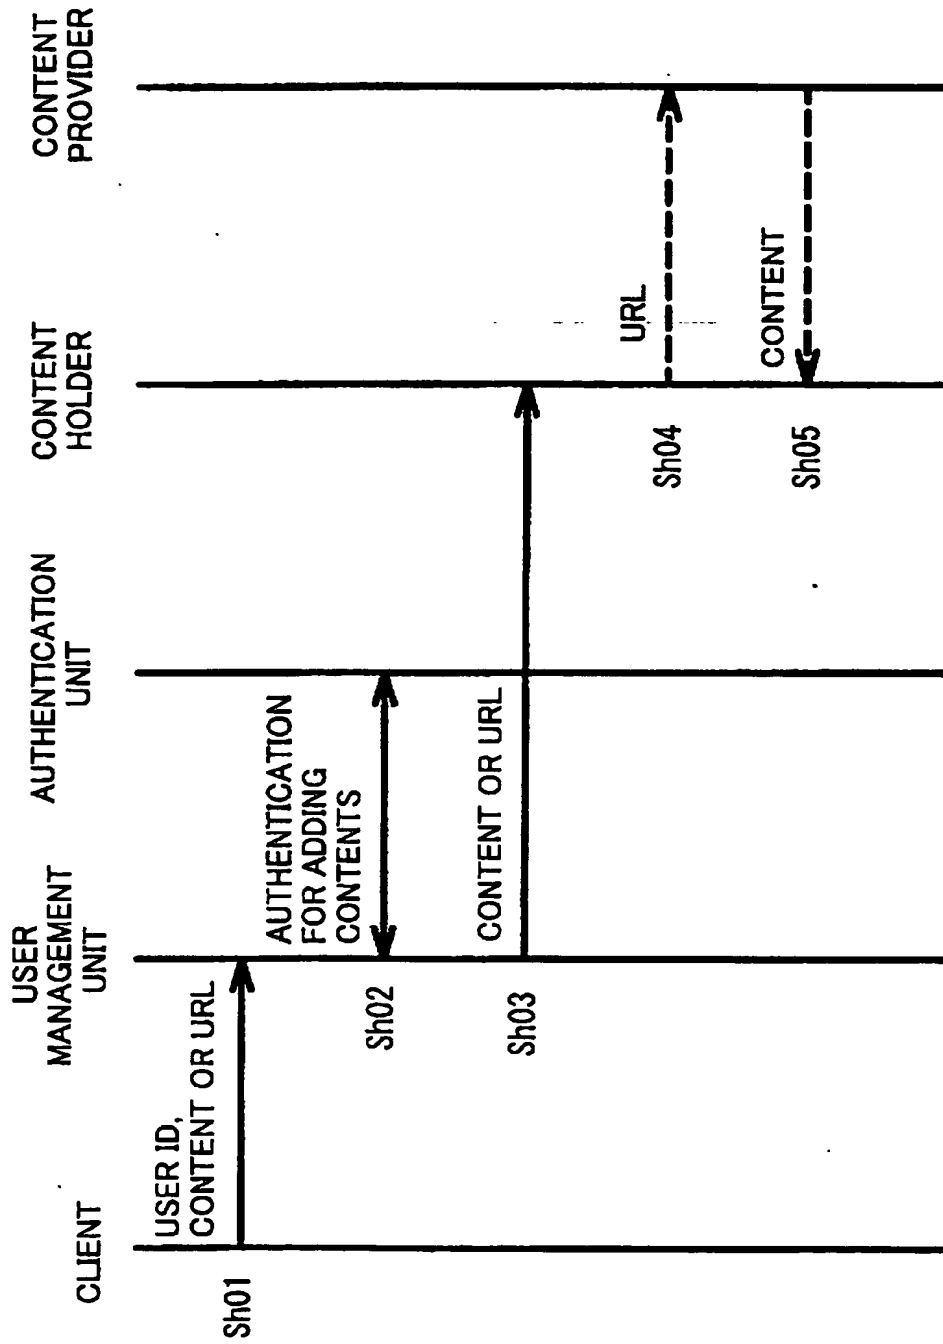 CLIENT
USER
MANAGEMENT
UNIT
AUTHENTICATION
UNIT
CONTENT
HOLDER
CONTENT
PROVIDER
Sh01
USER ID,
CONTENT OR URL
Sh02
AUTHENTICATION
FOR ADDING
CONTENTS
Sh03
CONTENT OR URL
Sh04
URL
Sh05
CONTENT